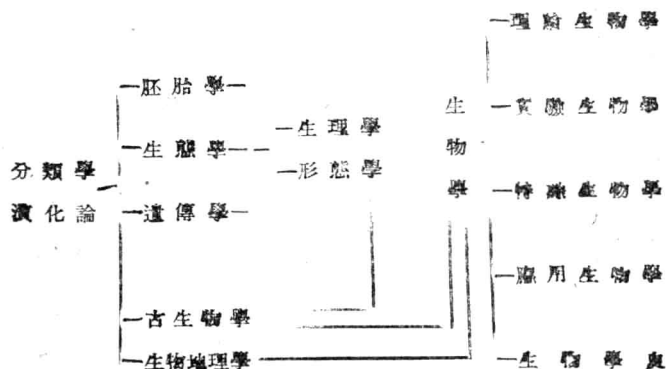 分類學
演化論
胚胎學
生態學
遺傳學
古生物學
生物地理學
生理學
形態學
生物學
理論生物學
實驗生物學
特殊生物學
應用生物學
生物學與